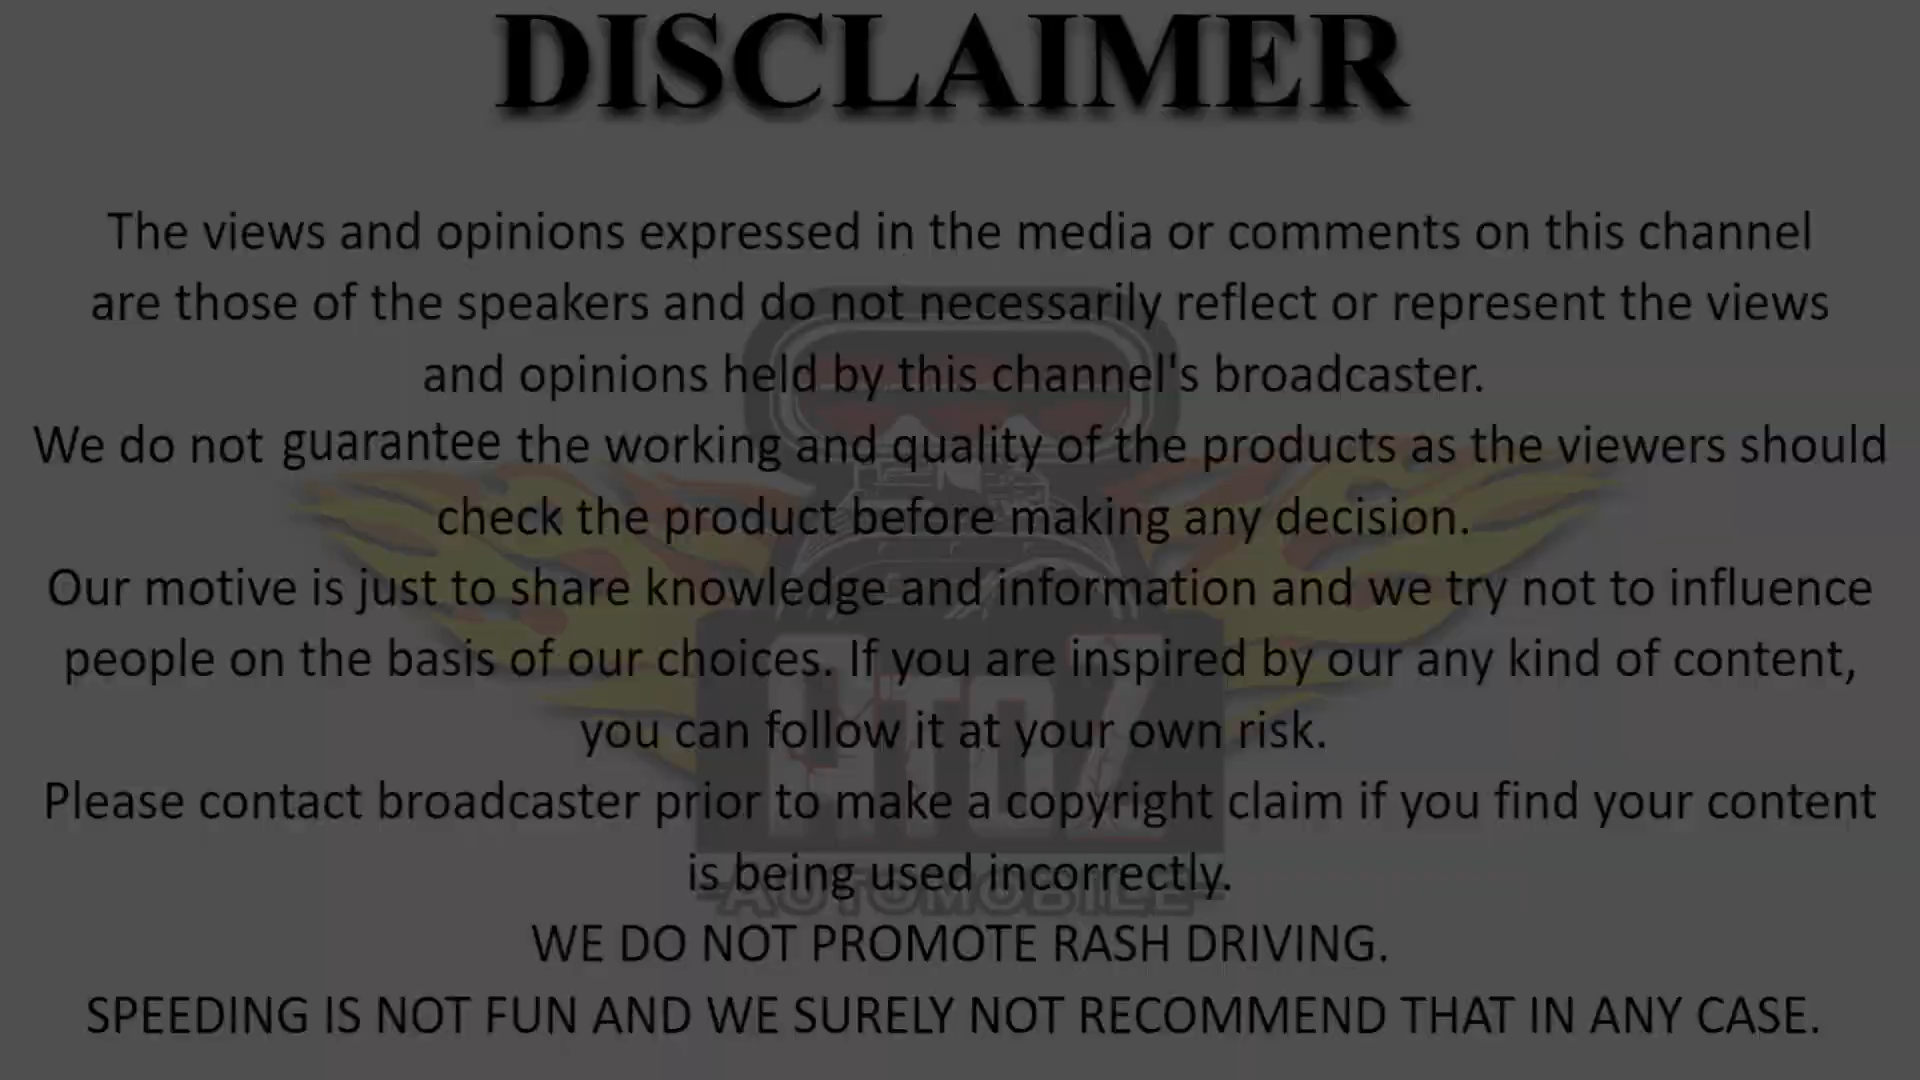 DISCLAIMER
The views and opinions expressed in the media or comments on this channel
are those of the speakers and do not necessarily reflect or represent the views
and opinions held by this channel's broadcaster.
We do not guarantee the working and quality of the products as the viewers should
check the product before making any decision.
Our motive is just to share knowledge and information and we try not to influence
people on the basis of our choices. If you are inspired by our any kind of content,
you can follow it at your own risk.
Please contact broadcaster prior to make a copyright claim if you find your content
is being used incorrectly.
WE DO NOT PROMOTE RASH DRIVING.
SPEEDING IS NOT FUN AND WE SURELY NOT RECOMMEND THAT IN ANY CASE.
ATOZ
AUTOMOBILE